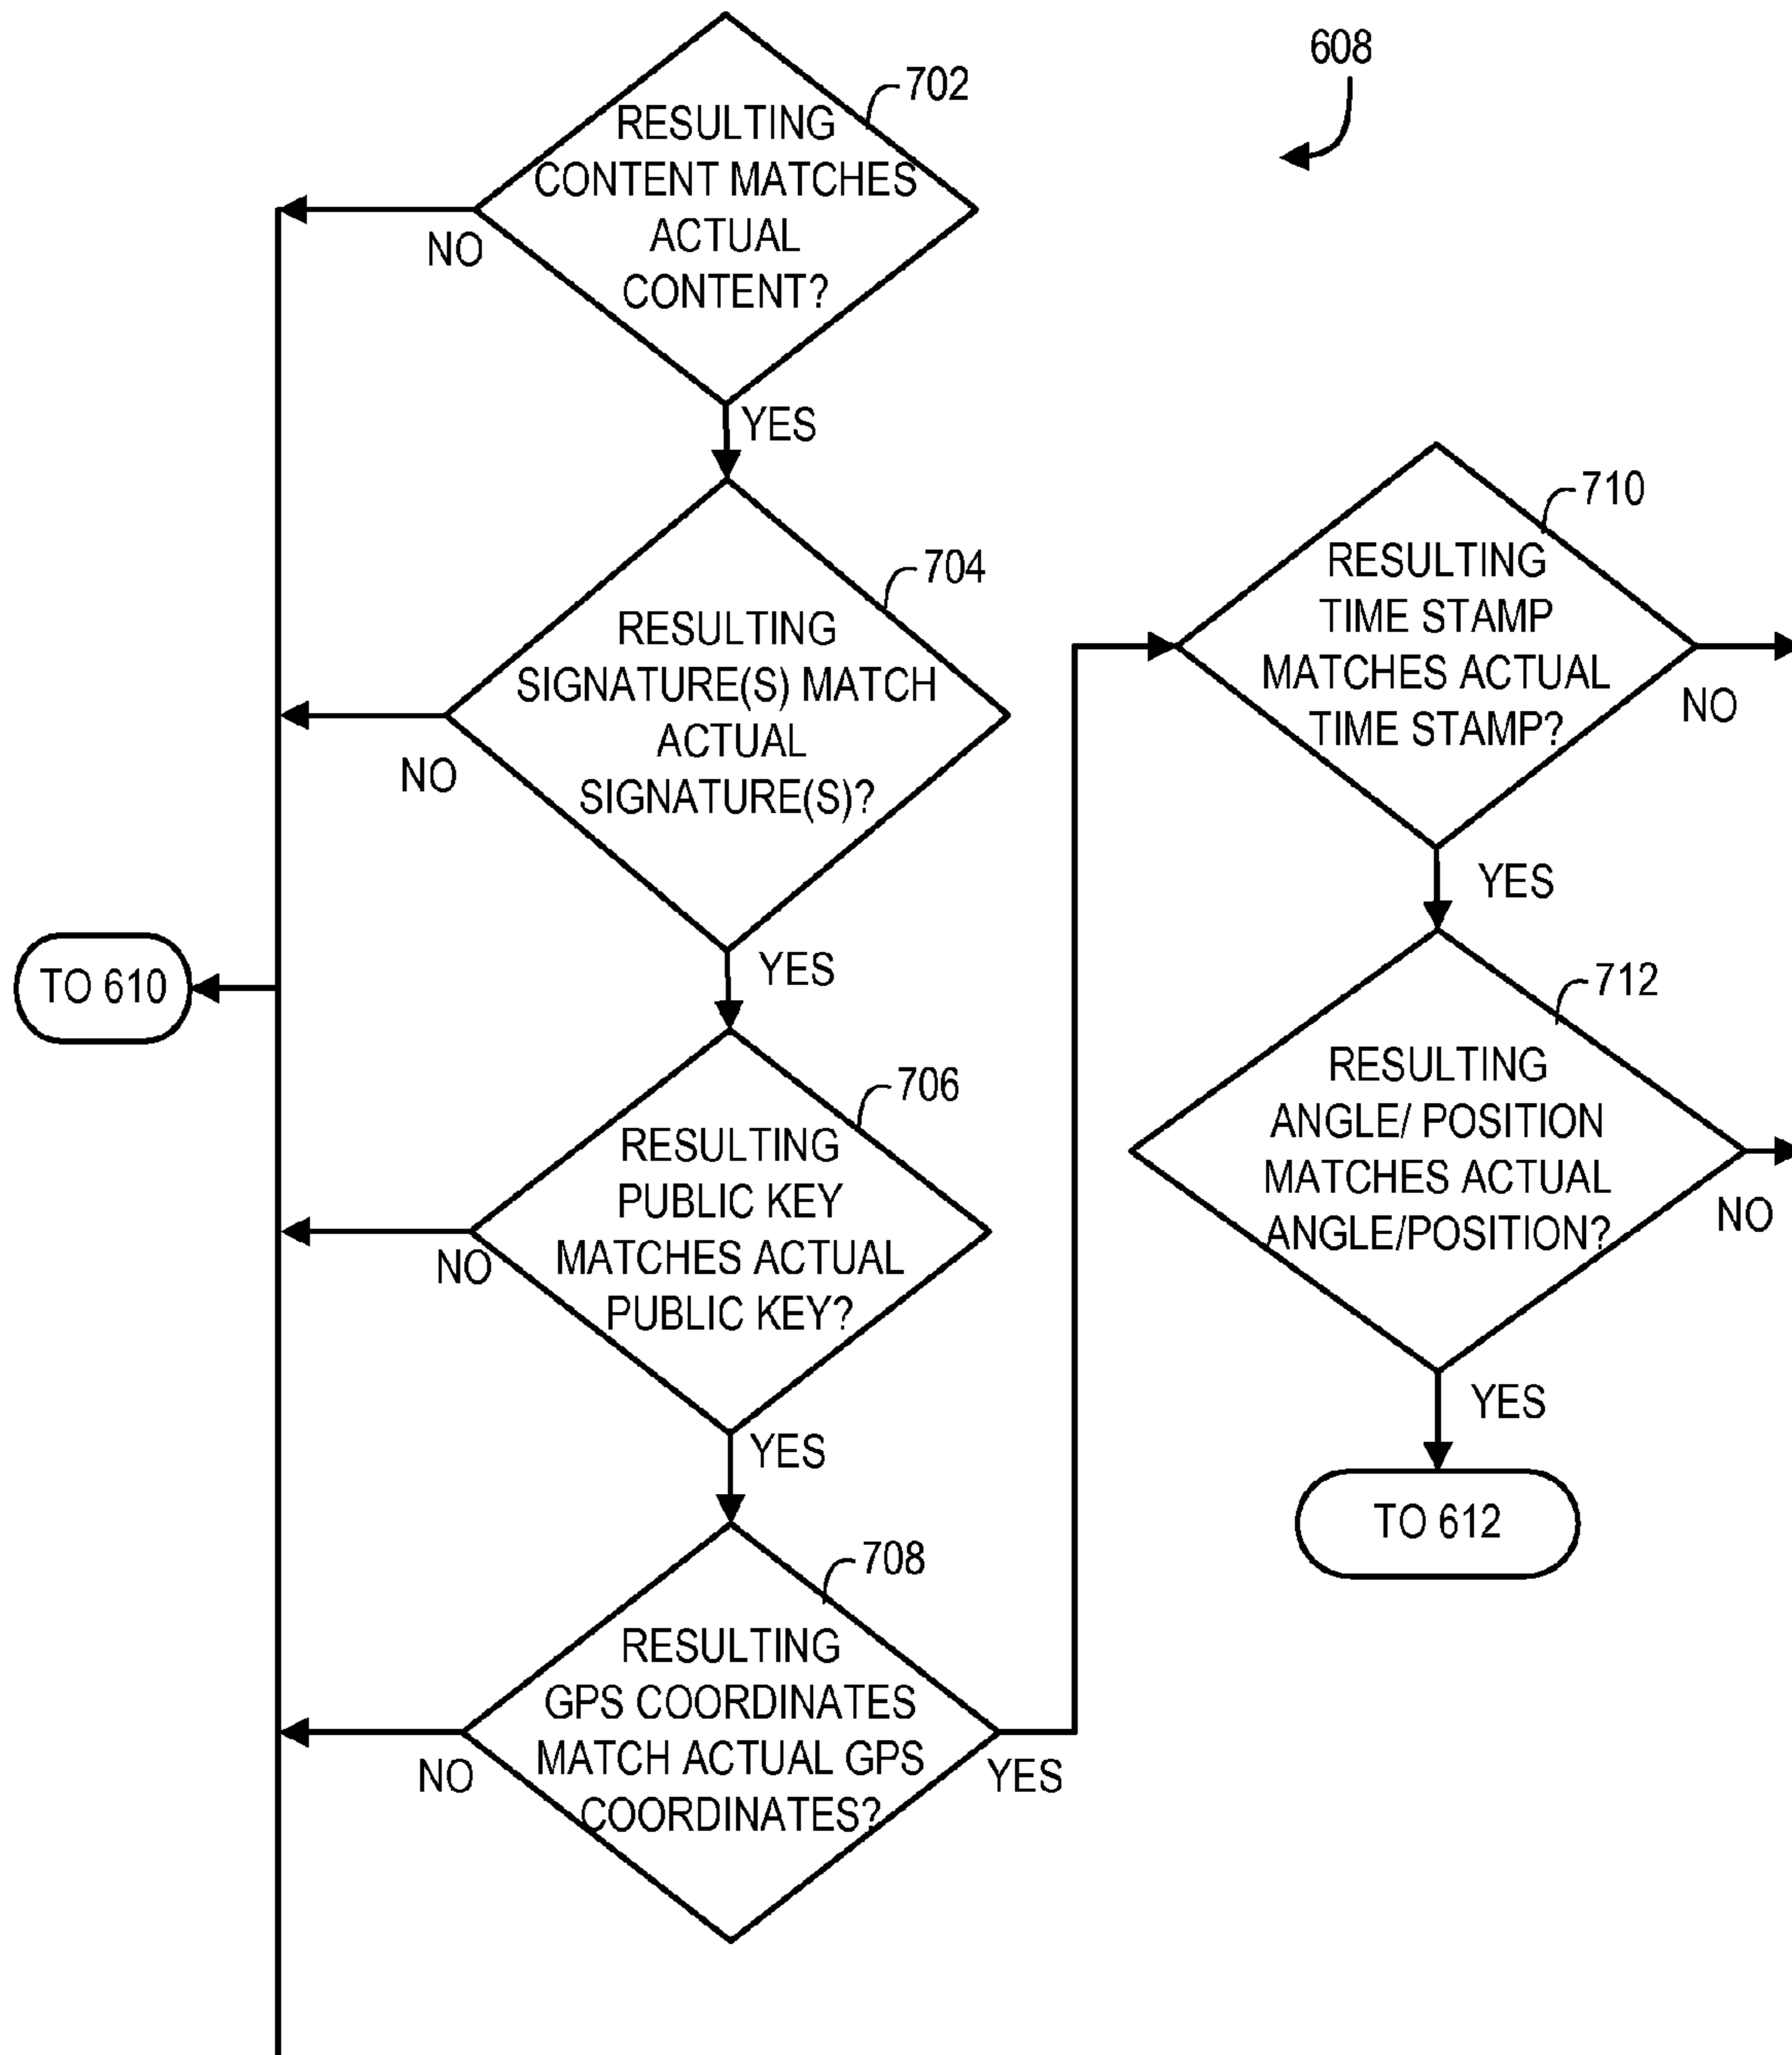 608
702
RESULTING
CONTENT MATCHES
ACTUAL
CONTENT?
NO
YES
704
RESULTING
SIGNATURE(S) MATCH
ACTUAL
SIGNATURE(S)?
NO
YES
TO 610
706
RESULTING
PUBLIC KEY
MATCHES ACTUAL
PUBLIC KEY?
NO
YES
708
RESULTING
GPS COORDINATES
MATCH ACTUAL GPS
COORDINATES?
NO
YES
710
RESULTING
TIME STAMP
MATCHES ACTUAL
TIME STAMP?
NO
YES
712
RESULTING
ANGLE/ POSITION
MATCHES ACTUAL
ANGLE/POSITION?
NO
YES
TO 612